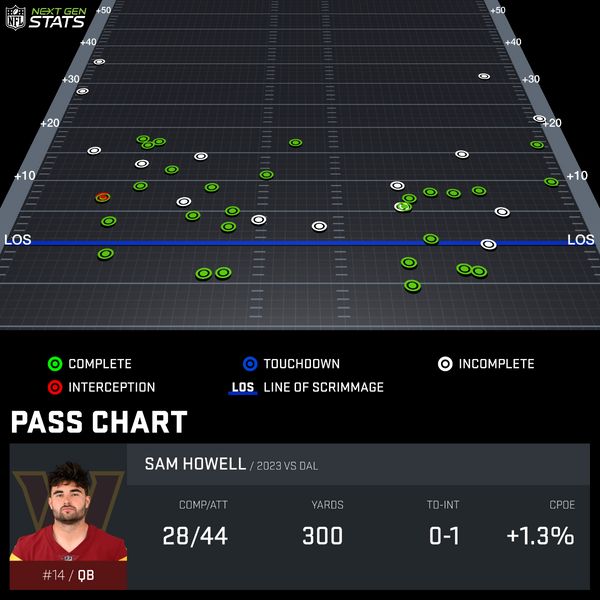 NFL NEXT GEN STATS
+50 +50
+40 +40
+30 +30
+20 +20
+10 +10
LOS LOS
COMPLETE TOUCHDOWN INCOMPLETE
INTERCEPTION LOS LINE OF SCRIMMAGE
PASS CHART
SAM HOWELL / 2023 VS DAL
COMP/ATT YARDS TD-INT CPOE
28/44 300 0-1 +1.3%
#14 / QB